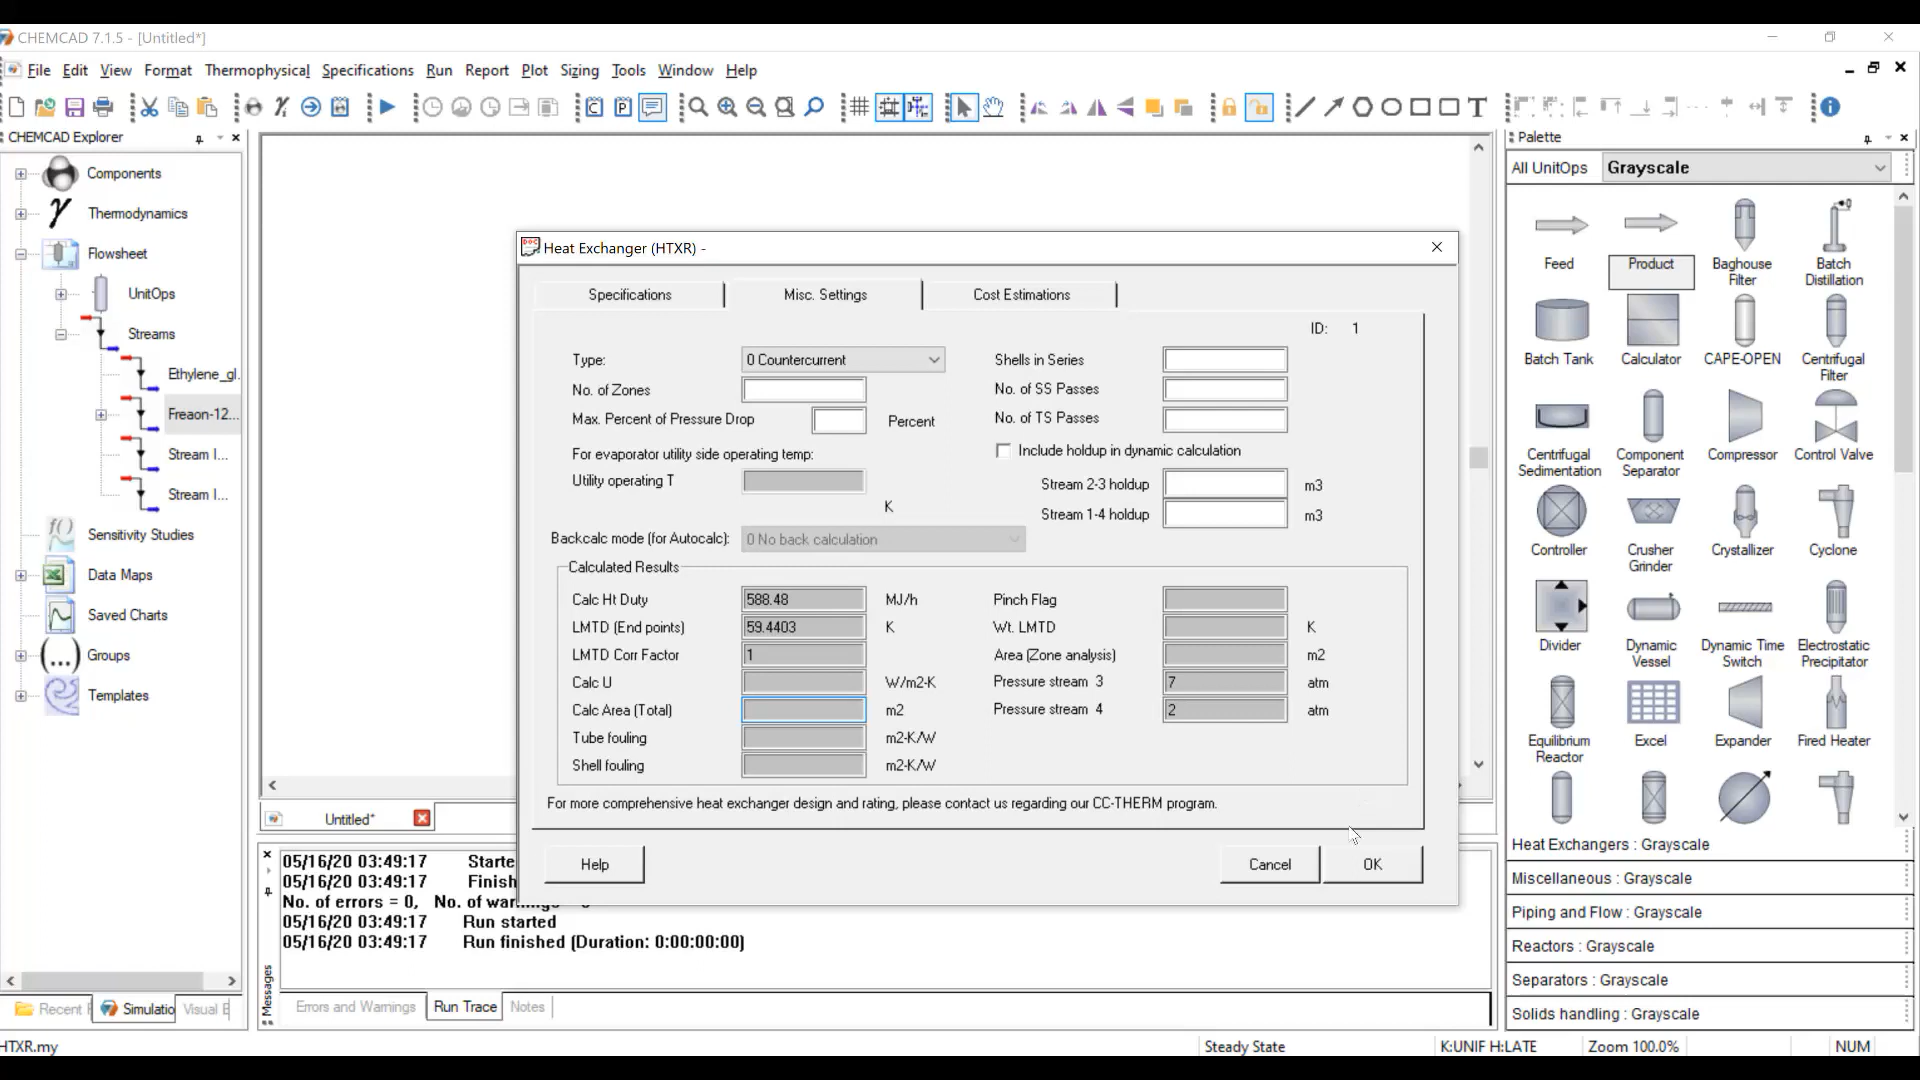 CHEMCAD 7.1.5 - [Untitled*]
File Edit View Format Thermophysical Specifications Run Report Plot Sizing Tools Window Help
CHEMCAD Explorer
Components
Thermodynamics
Flowsheet
UnitOps
Streams
Ethylene_gl.
Freaon-12...
Stream I...
Stream I...
Sensitivity Studies
Data Maps
Saved Charts
Groups
Templates
Recent Simulatio Visual E
Heat Exchanger (HTXR) -
Specifications Misc. Settings Cost Estimations
ID: 1
Type: 0 Countercurrent Shells in Series
No. of Zones No. of SS Passes
Max. Percent of Pressure Drop Percent No. of TS Passes
For evaporator utility side operating temp: Include holdup in dynamic calculation
Utility operating T K Stream 2-3 holdup m3
Stream 1-4 holdup m3
Backcalc mode (for Autocalc): 0 No back calculation
Calculated Results
Calc Ht Duty 588.48 MJ/h Pinch Flag
LMTD (End points) 59.4403 K Wt. LMTD K
LMTD Corr Factor 1 Area (Zone analysis) m2
Calc U W/m2-K Pressure stream 3 7 atm
Calc Area (Total) m2 Pressure stream 4 2 atm
Tube fouling m2-K/W
Shell fouling m2-K/W
For more comprehensive heat exchanger design and rating, please contact us regarding our CC-THERM program.
Help Cancel OK
Untitled*
05/16/20 03:49:17 Starte
05/16/20 03:49:17 Finish
No. of errors = 0, No. of
05/16/20 03:49:17 Run started
05/16/20 03:49:17 Run finished (Duration: 0:00:00:00)
Messages
Errors and Warnings Run Trace Notes
Palette
All UnitOps Grayscale
Feed Product Baghouse Filter Batch Distillation
Batch Tank Calculator CAPE-OPEN Centrifugal Filter
Centrifugal Sedimentation Component Separator Compressor Control Valve
Controller Crusher Grinder Crystallizer Cyclone
Divider Dynamic Vessel Dynamic Time Switch Electrostatic Precipitator
Equilibrium Reactor Excel Expander Fired Heater
Heat Exchangers : Grayscale
Miscellaneous : Grayscale
Piping and Flow : Grayscale
Reactors : Grayscale
Separators : Grayscale
Solids handling : Grayscale
HTXR.my Steady State K:UNIF H:LATE Zoom 100.0% NUM